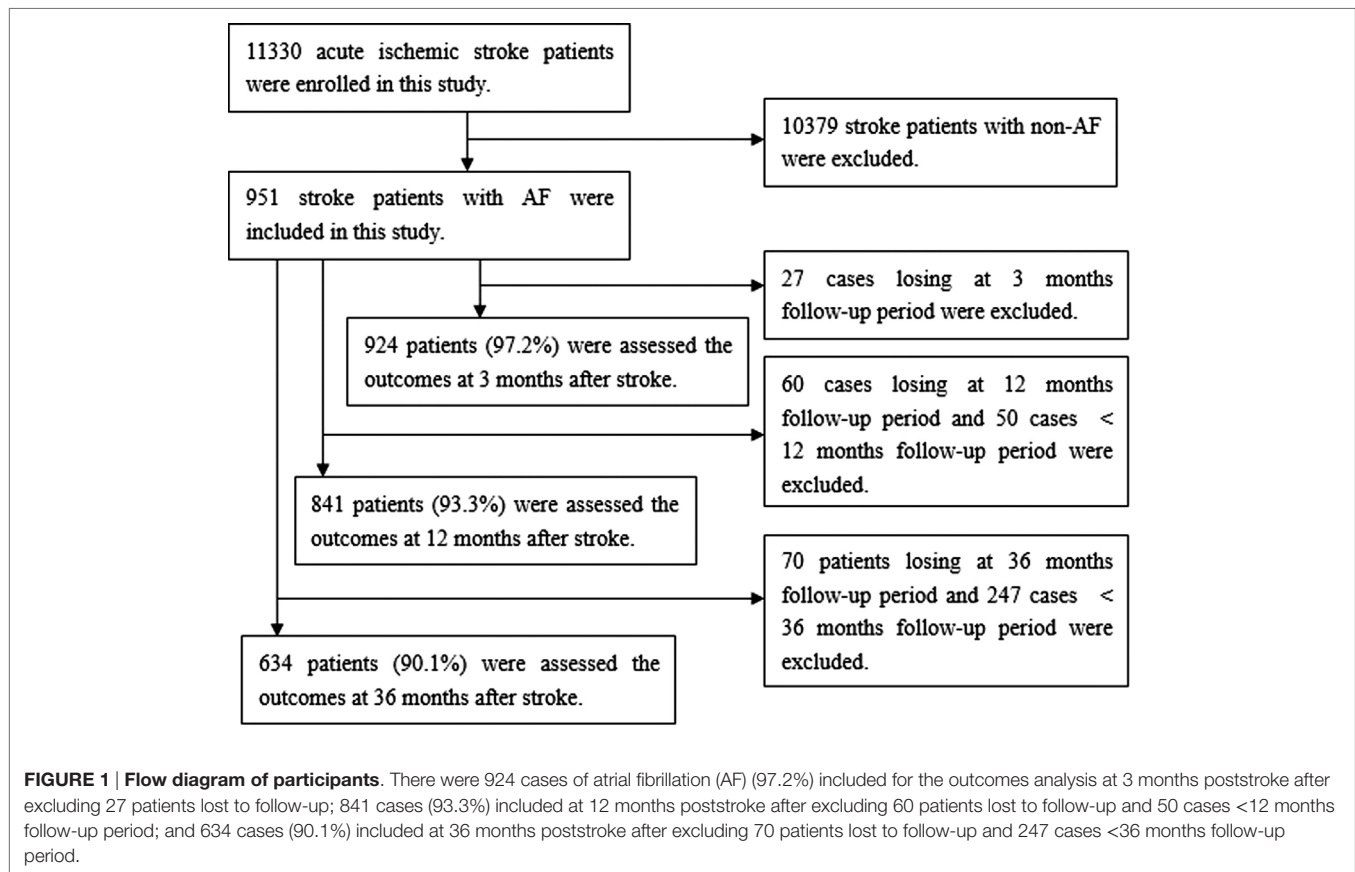 11330 acute ischemic stroke patients
were enrolled in this study.
10379 stroke patients with non-AF
were excluded.
951 stroke patients with AF were
included in this study.
27 cases losing at 3 months
follow-up period were excluded.
924 patients (97.2%) were assessed the
outcomes at 3 months after stroke.
60 cases losing at 12 months
follow-up period and 50 cases <
12 months follow-up period were
excluded.
841 patients (93.3%) were assessed the
outcomes at 12 months after stroke.
70 patients losing at 36 months
follow-up period and 247 cases <
36 months follow-up period were
excluded.
634 patients (90.1%) were assessed the
outcomes at 36 months after stroke.
FIGURE 1 | Flow diagram of participants. There were 924 cases of atrial fibrillation (AF) (97.2%) included for the outcomes analysis at 3 months poststroke after
excluding 27 patients lost to follow-up; 841 cases (93.3%) included at 12 months poststroke after excluding 60 patients lost to follow-up and 50 cases <12 months
follow-up period; and 634 cases (90.1%) included at 36 months poststroke after excluding 70 patients lost to follow-up and 247 cases <36 months follow-up
period.